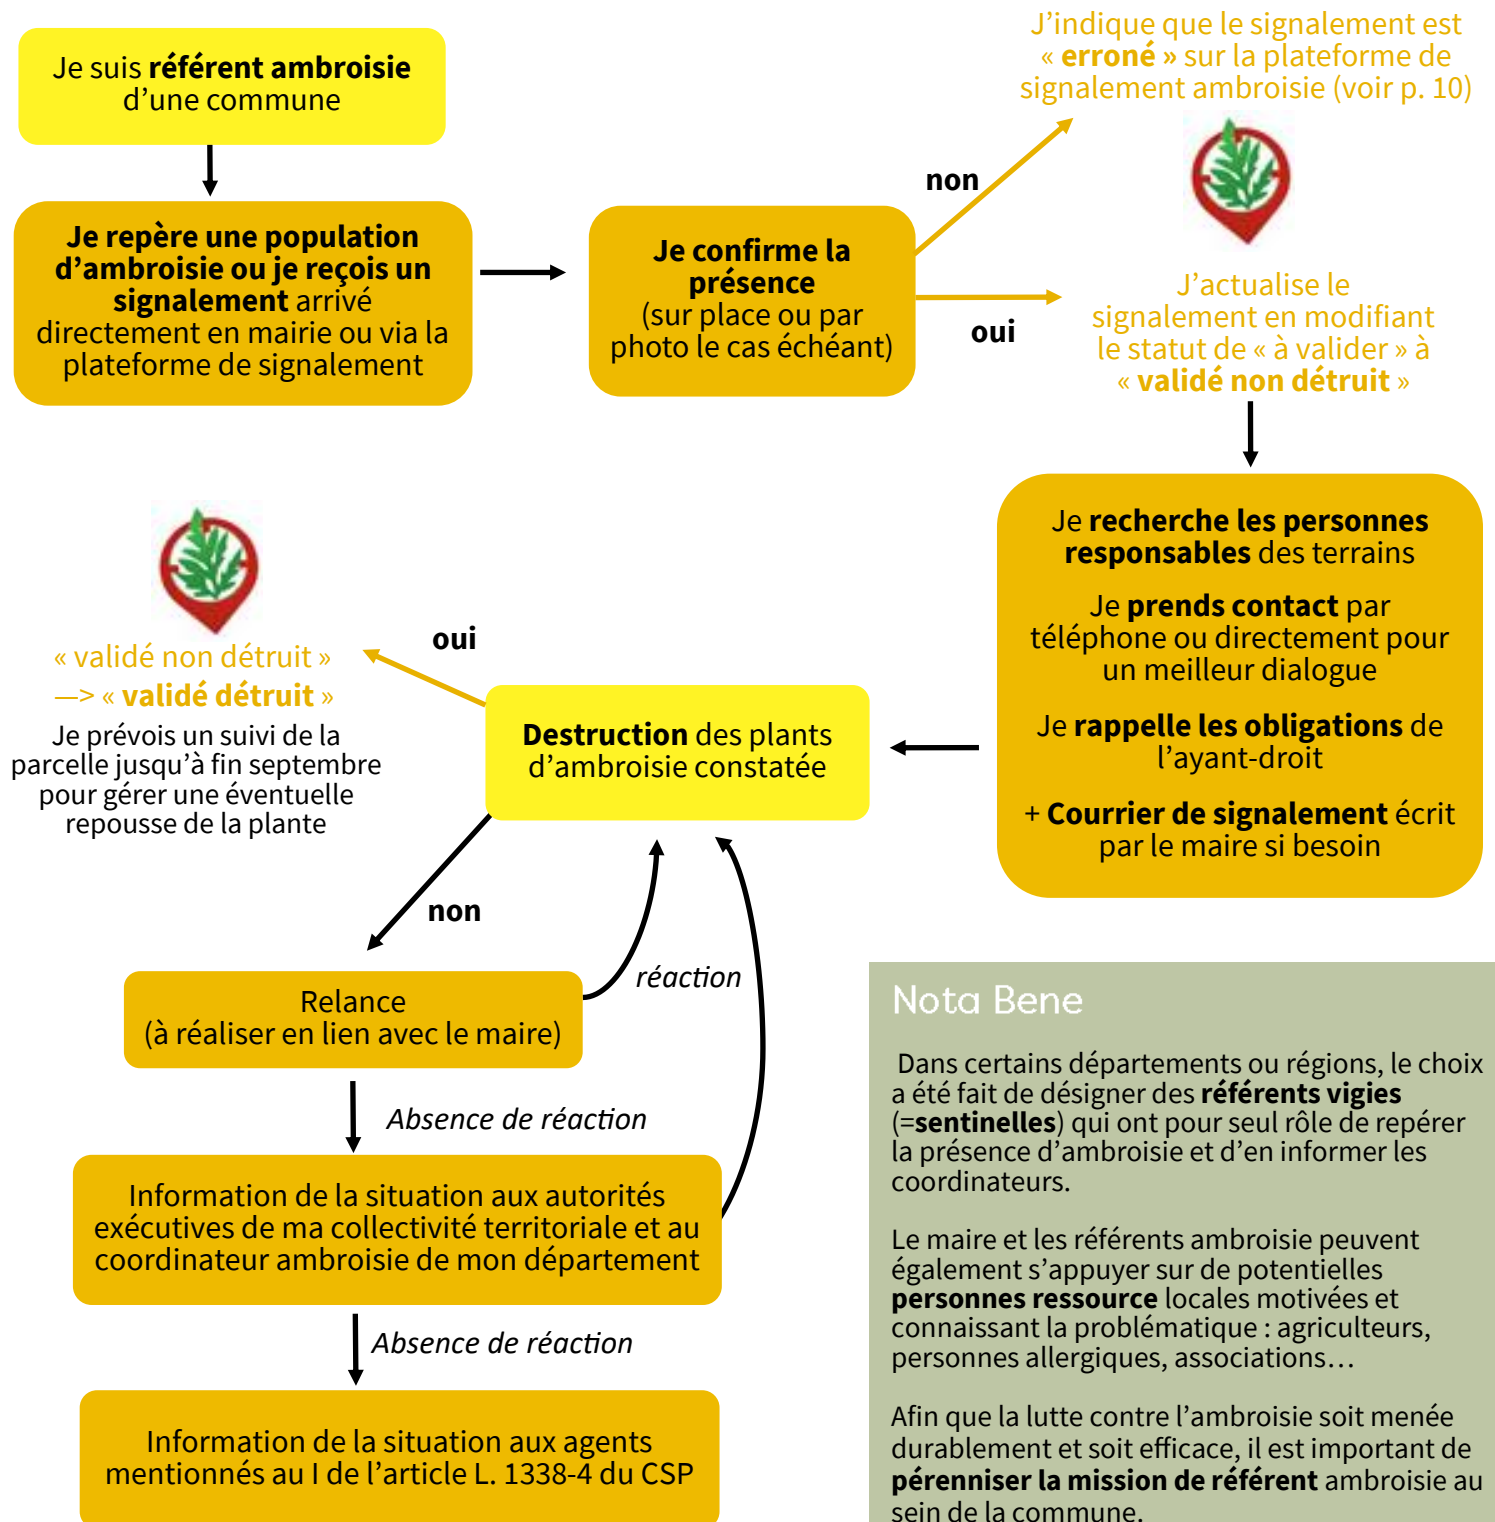 Je suis référent ambroisie
d’une commune
J’indique que le signalement est
« erroné » sur la plateforme de
signalement ambroisie (voir p. 10)
non
Je repère une population
d’ambroisie ou je reçois un
signalement arrivé
directement en mairie ou via la
plateforme de signalement
Je confirme la
présence
(sur place ou par
photo le cas échéant)
oui
J’actualise le
signalement en modifiant
le statut de « à valider » à
« validé non détruit »
Je recherche les personnes
responsables des terrains
Je prends contact par
téléphone ou directement pour
un meilleur dialogue
Je rappelle les obligations de
l’ayant-droit
+ Courrier de signalement écrit
par le maire si besoin
Destruction des plants
d’ambroisie constatée
oui
« validé non détruit »
—> « validé détruit »
Je prévois un suivi de la
parcelle jusqu’à fin septembre
pour gérer une éventuelle
repousse de la plante
non
Relance
(à réaliser en lien avec le maire)
réaction
Absence de réaction
Information de la situation aux autorités
exécutives de ma collectivité territoriale et au
coordinateur ambroisie de mon département
Absence de réaction
Information de la situation aux agents
mentionnés au I de l’article L. 1338-4 du CSP
Nota Bene
Dans certains départements ou régions, le choix
a été fait de désigner des référents vigies
(=sentinelles) qui ont pour seul rôle de repérer
la présence d’ambroisie et d’en informer les
coordinateurs.
Le maire et les référents ambroisie peuvent
également s’appuyer sur de potentielles
personnes ressource locales motivées et
connaissant la problématique : agriculteurs,
personnes allergiques, associations…
Afin que la lutte contre l’ambroisie soit menée
durablement et soit efficace, il est important de
pérenniser la mission de référent ambroisie au
sein de la commune.